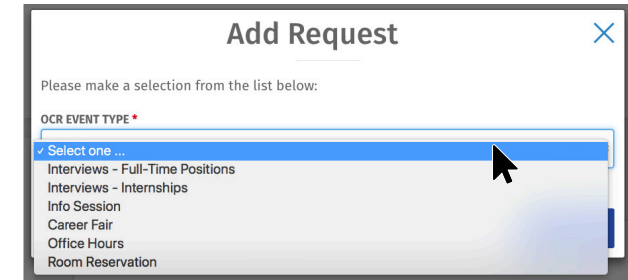 Add Request
Please make a selection from the list below:
OCR EVENT TYPE *
✓ Select one ...
Interviews - Full-Time Positions
Interviews - Internships
Info Session
Career Fair
Office Hours
Room Reservation